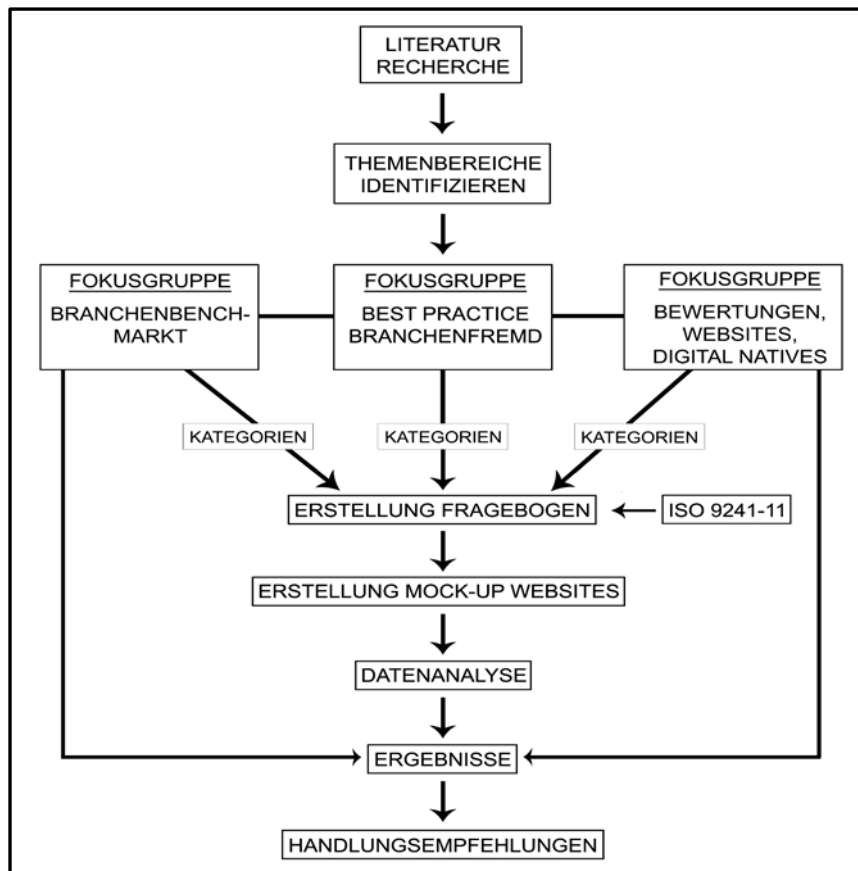 LITERATUR
RECHERCHE
THEMENBEREICHE
IDENTIFIZIEREN
FOKUSGRUPPE
BRANCHENBENCH-
MARKT
FOKUSGRUPPE
BEST PRACTICE
BRANCHENFREMD
FOKUSGRUPPE
BEWERTUNGEN,
WEBSITES,
DIGITAL NATIVES
KATEGORIEN
KATEGORIEN
KATEGORIEN
ERSTELLUNG FRAGEBOGEN
ISO 9241-11
ERSTELLUNG MOCK-UP WEBSITES
DATENANALYSE
ERGEBNISSE
HANDLUNGSEMPFEHLUNGEN